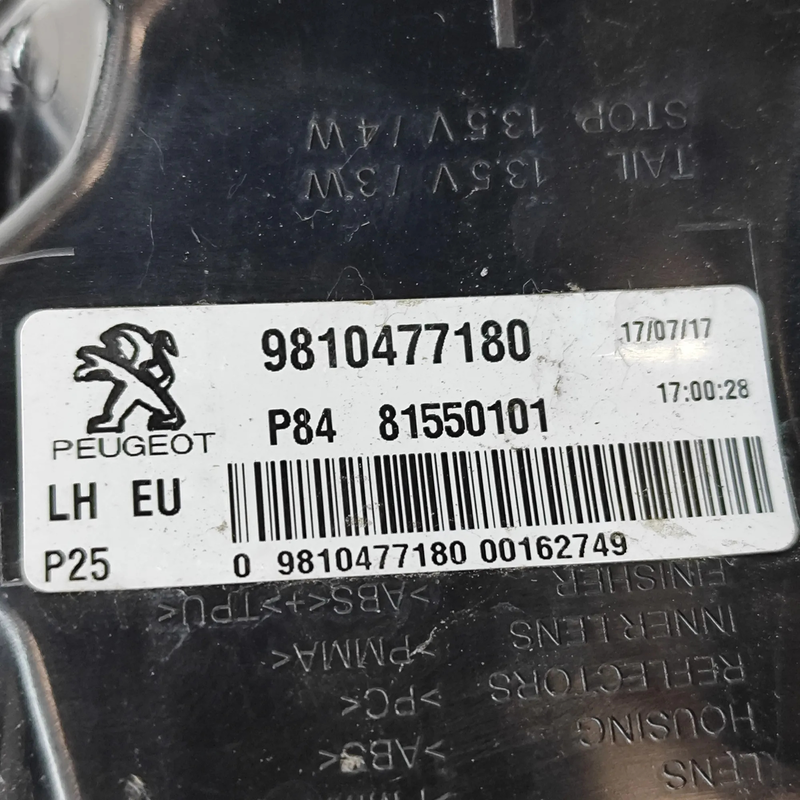 STOP 13.5V / 4W
TAIL 13.5V / 3W
9810477180 17/07/17
PEUGEOT
P84 81550101 17:00:28
LH EU
P25
0 9810477180 00162749
FINISHER >ABS<+>TPU<
INNER LENS >PMMA<
REFLECTORS >PC<
HOUSING >ABS<
LENS